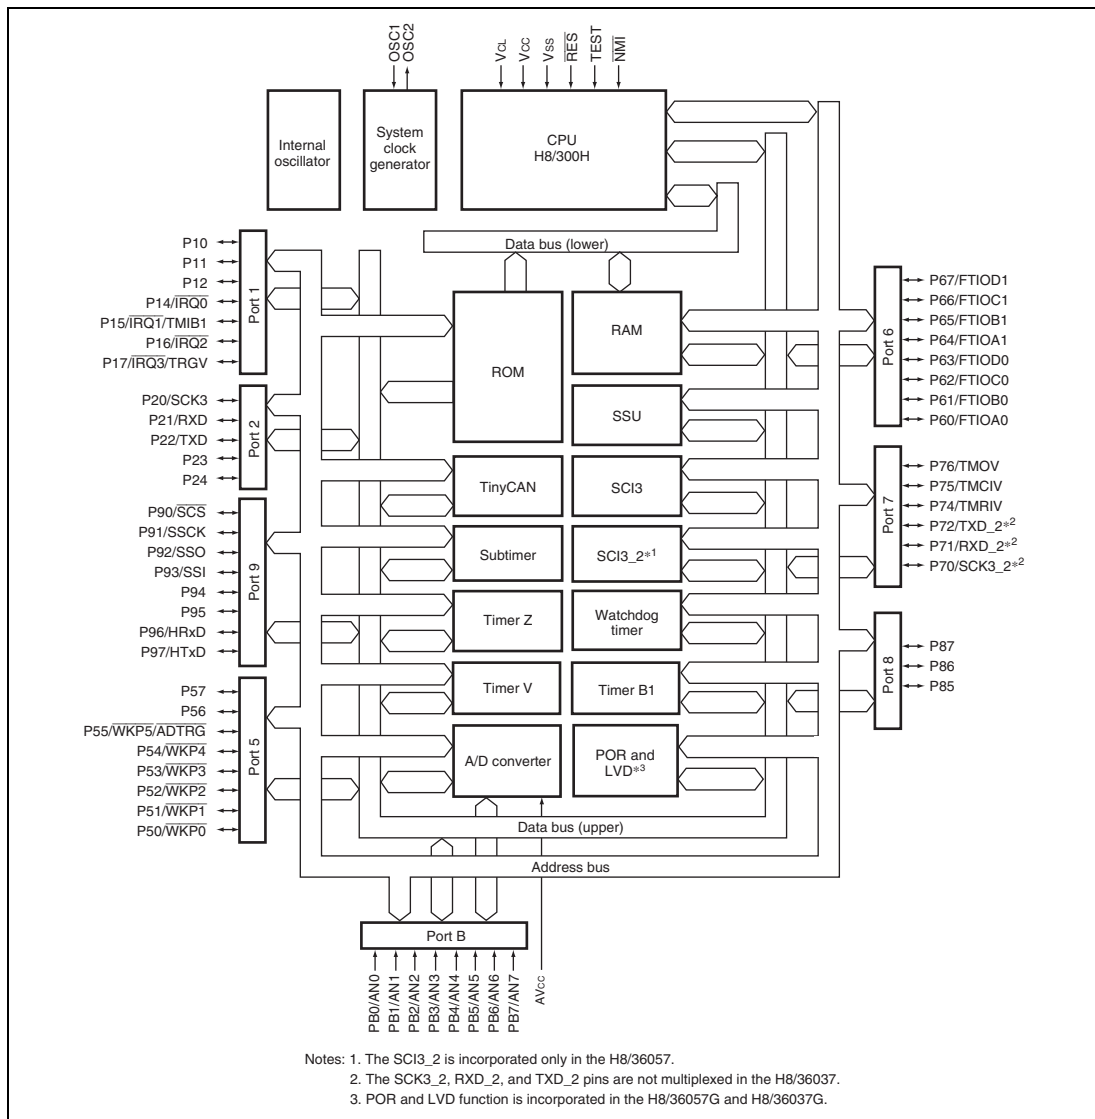 OSC1
OSC2
VCL
VCC
VSS
RES
TEST
NMI
Internal
oscillator
System
clock
generator
CPU
H8/300H
Data bus (lower)
P10
P11
P12
P14/IRQ0
P15/IRQ1/TMIB1
P16/IRQ2
P17/IRQ3/TRGV
Port 1
P20/SCK3
P21/RXD
P22/TXD
P23
P24
Port 2
P90/SCS
P91/SSCK
P92/SSO
P93/SSI
P94
P95
P96/HRxD
P97/HTxD
Port 9
P57
P56
P55/WKP5/ADTRG
P54/WKP4
P53/WKP3
P52/WKP2
P51/WKP1
P50/WKP0
Port 5
ROM
RAM
SSU
TinyCAN
SCI3
Subtimer
SCI3_2*1
Timer Z
Watchdog
timer
Timer V
Timer B1
A/D converter
POR and
LVD*3
Port 6
P67/FTIOD1
P66/FTIOC1
P65/FTIOB1
P64/FTIOA1
P63/FTIOD0
P62/FTIOC0
P61/FTIOB0
P60/FTIOA0
Port 7
P76/TMOV
P75/TMCIV
P74/TMRIV
P72/TXD_2*2
P71/RXD_2*2
P70/SCK3_2*2
Port 8
P87
P86
P85
Data bus (upper)
Address bus
Port B
PB0/AN0
PB1/AN1
PB2/AN2
PB3/AN3
PB4/AN4
PB5/AN5
PB6/AN6
PB7/AN7
AVCC
Notes: 1. The SCI3_2 is incorporated only in the H8/36057.
2. The SCK3_2, RXD_2, and TXD_2 pins are not multiplexed in the H8/36037.
3. POR and LVD function is incorporated in the H8/36057G and H8/36037G.